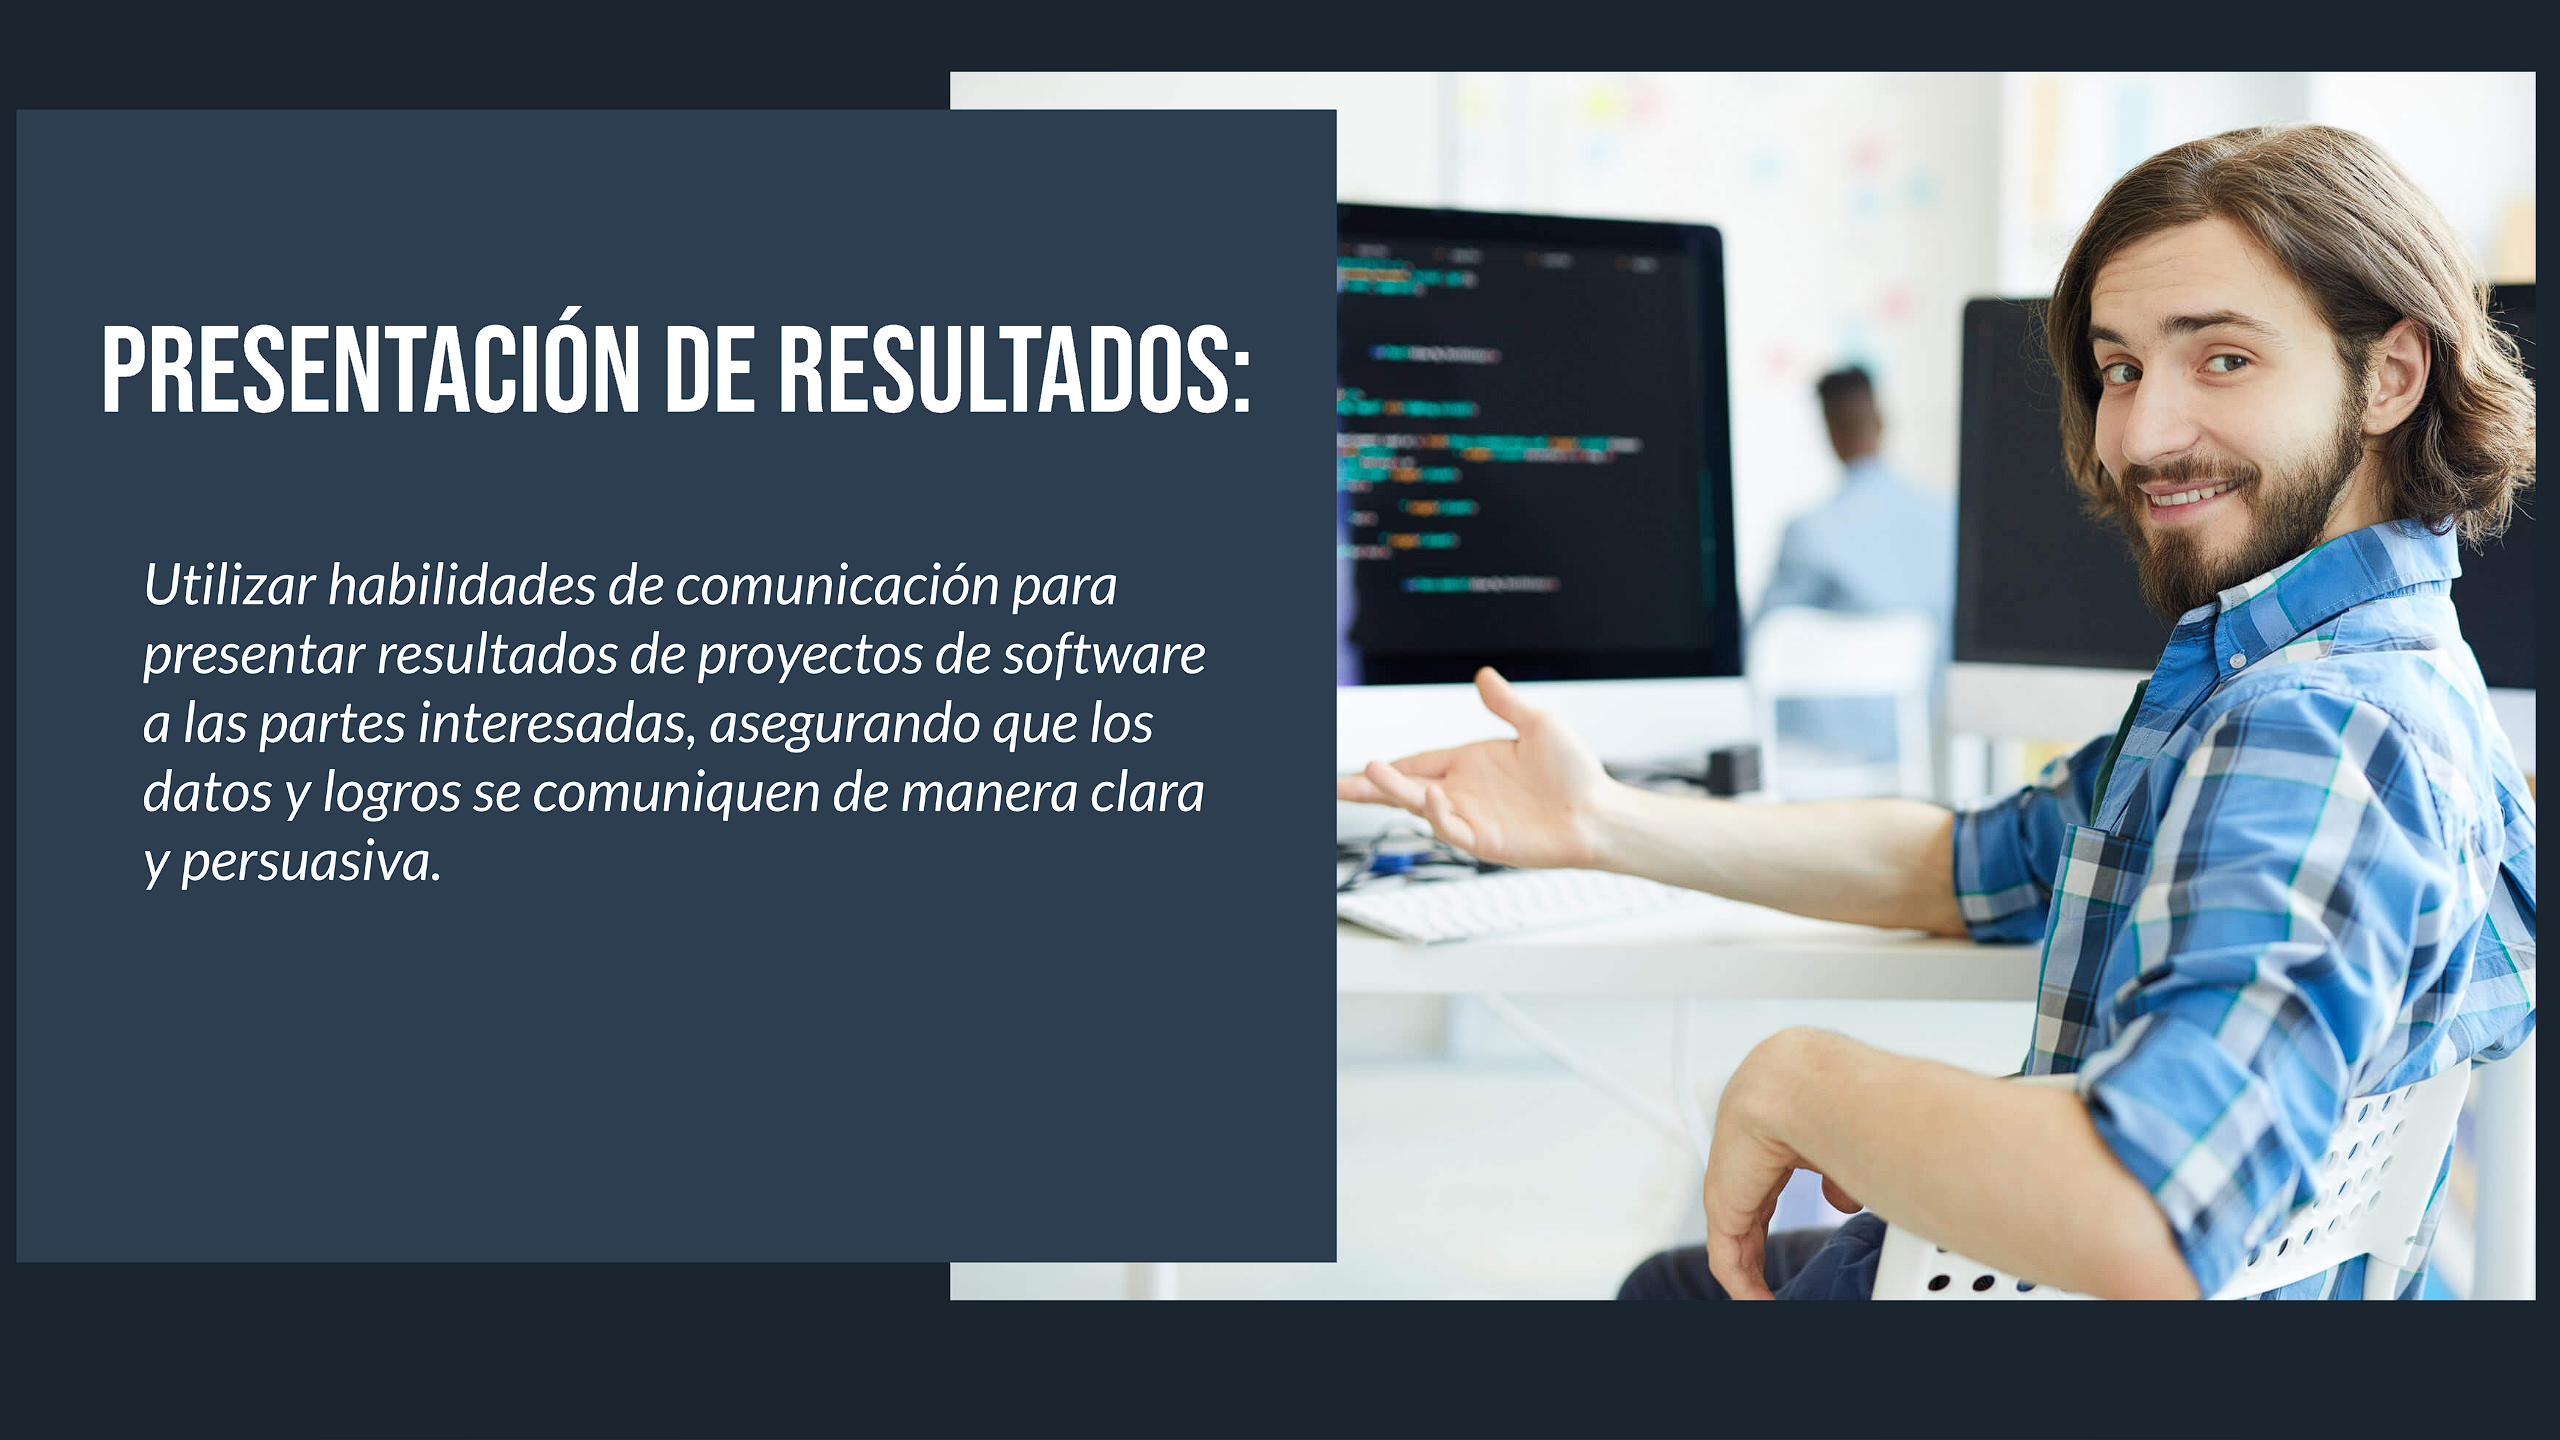 PRESENTACIÓN DE RESULTADOS:
Utilizar habilidades de comunicación para
presentar resultados de proyectos de software
a las partes interesadas, asegurando que los
datos y logros se comuniquen de manera clara
y persuasiva.